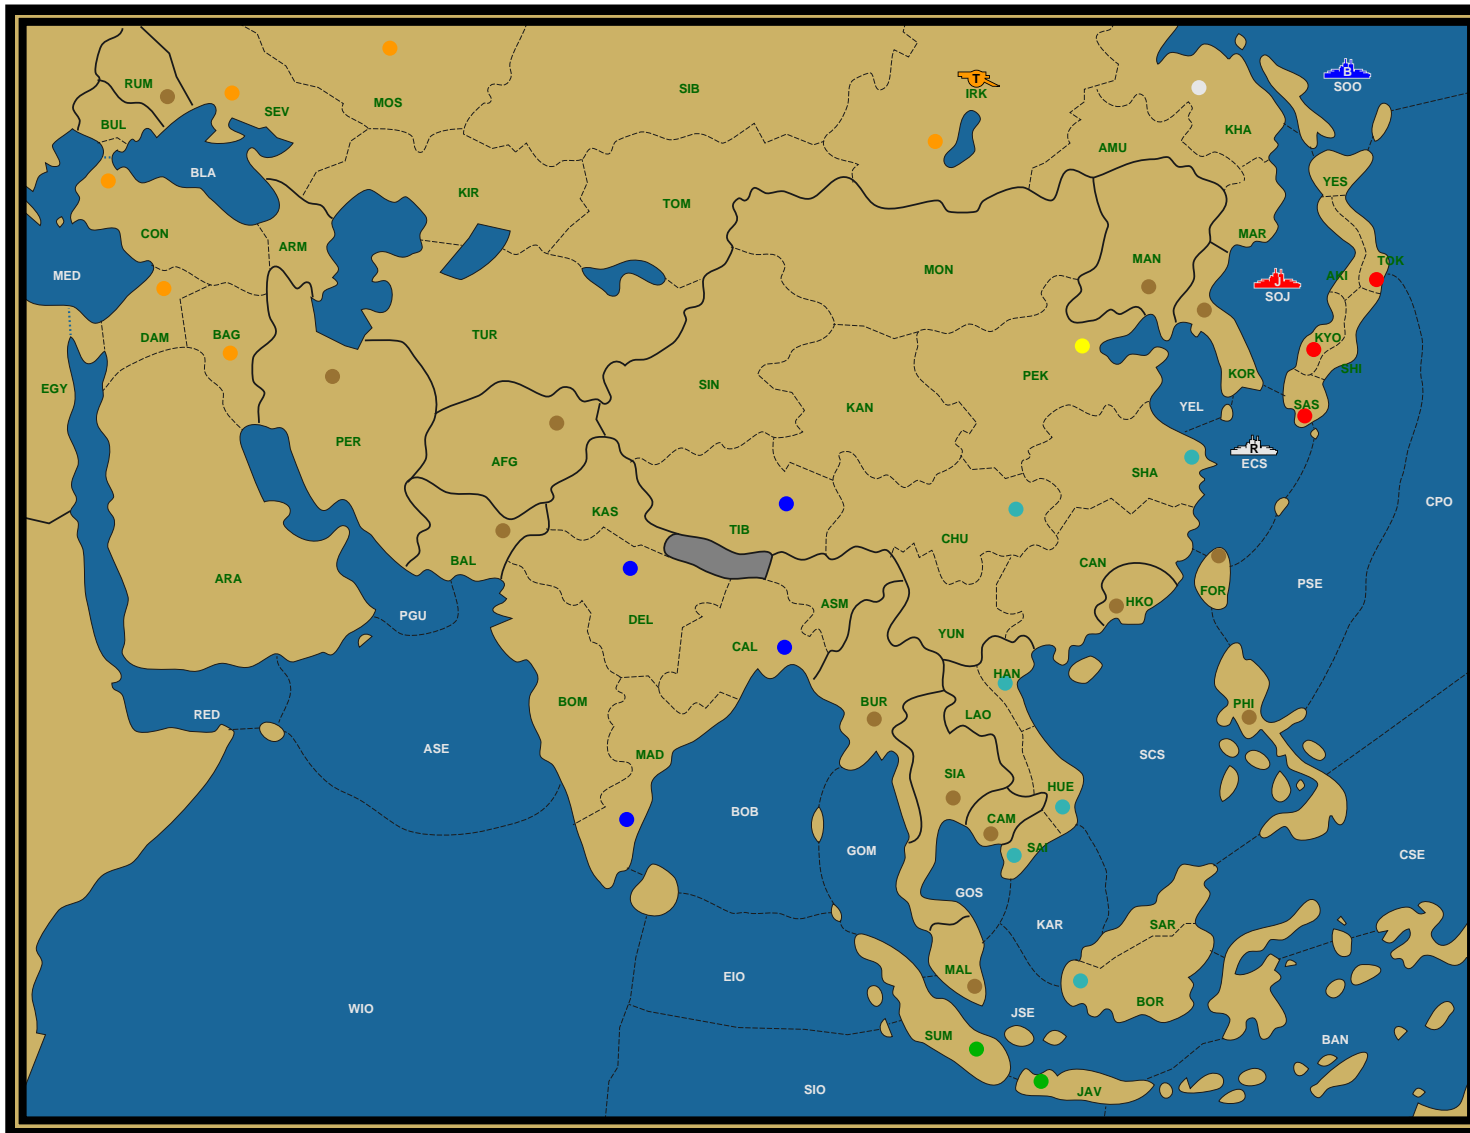 SOO
B
RUM
SIB
T
IRK
MOS
SEV
BUL
KHA
AMU
BLA
YES
KIR
TOM
CON
MAR
ARM
MAN
TOK
MON
MED
AKI
J
SOJ
TUR
DAM
BAG
KYO
SHI
KOR
PEK
EGY
SIN
KAN
YEL
SAS
PER
R
ECS
AFG
SHA
CPO
KAS
TIB
CHU
BAL
CAN
ARA
PSE
FOR
HKO
ASM
PGU
DEL
YUN
CAL
HAN
BOM
BUR
PHI
RED
LAO
ASE
MAD
SCS
SIA
HUE
BOB
CAM
SAI
GOM
CSE
GOS
KAR
SAR
MAL
EIO
BOR
WIO
JSE
SUM
BAN
SIO
JAV